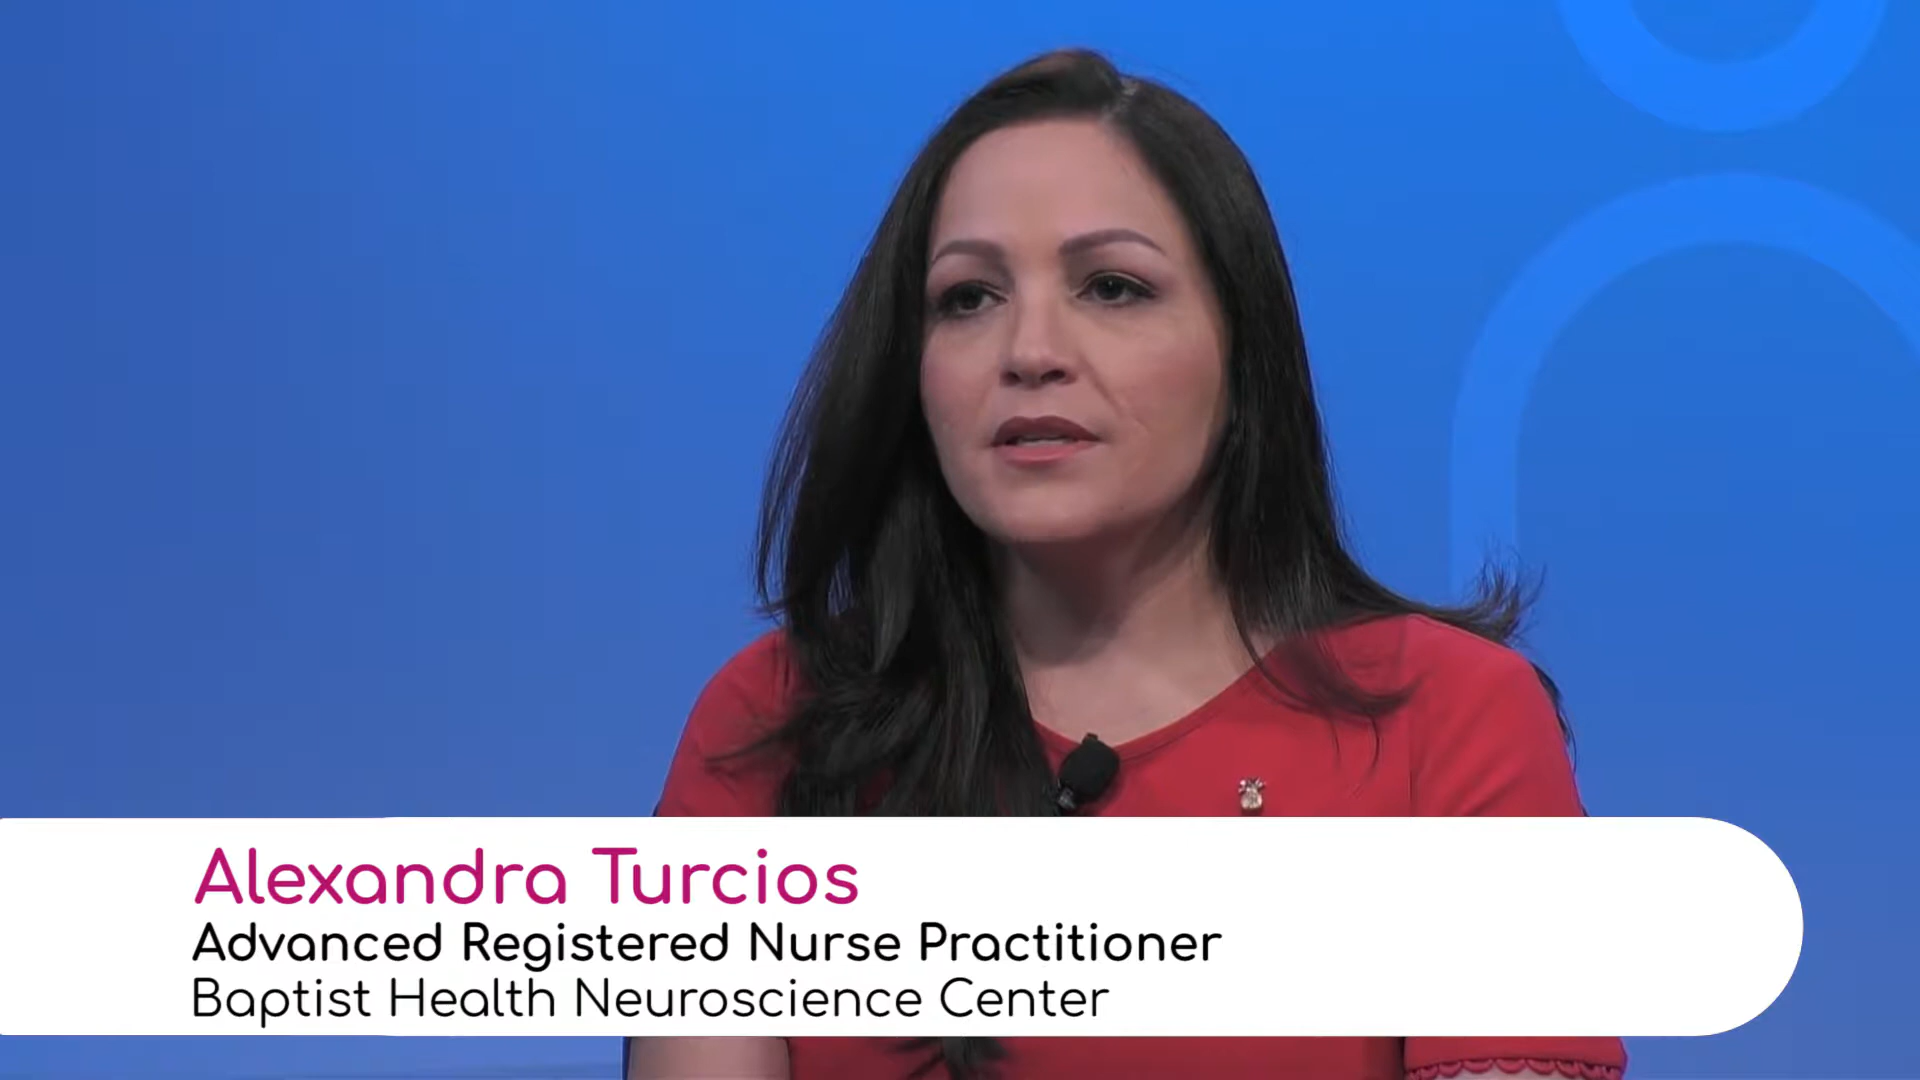 Alexandra Turcios
Advanced Registered Nurse Practitioner
Baptist Health Neuroscience Center